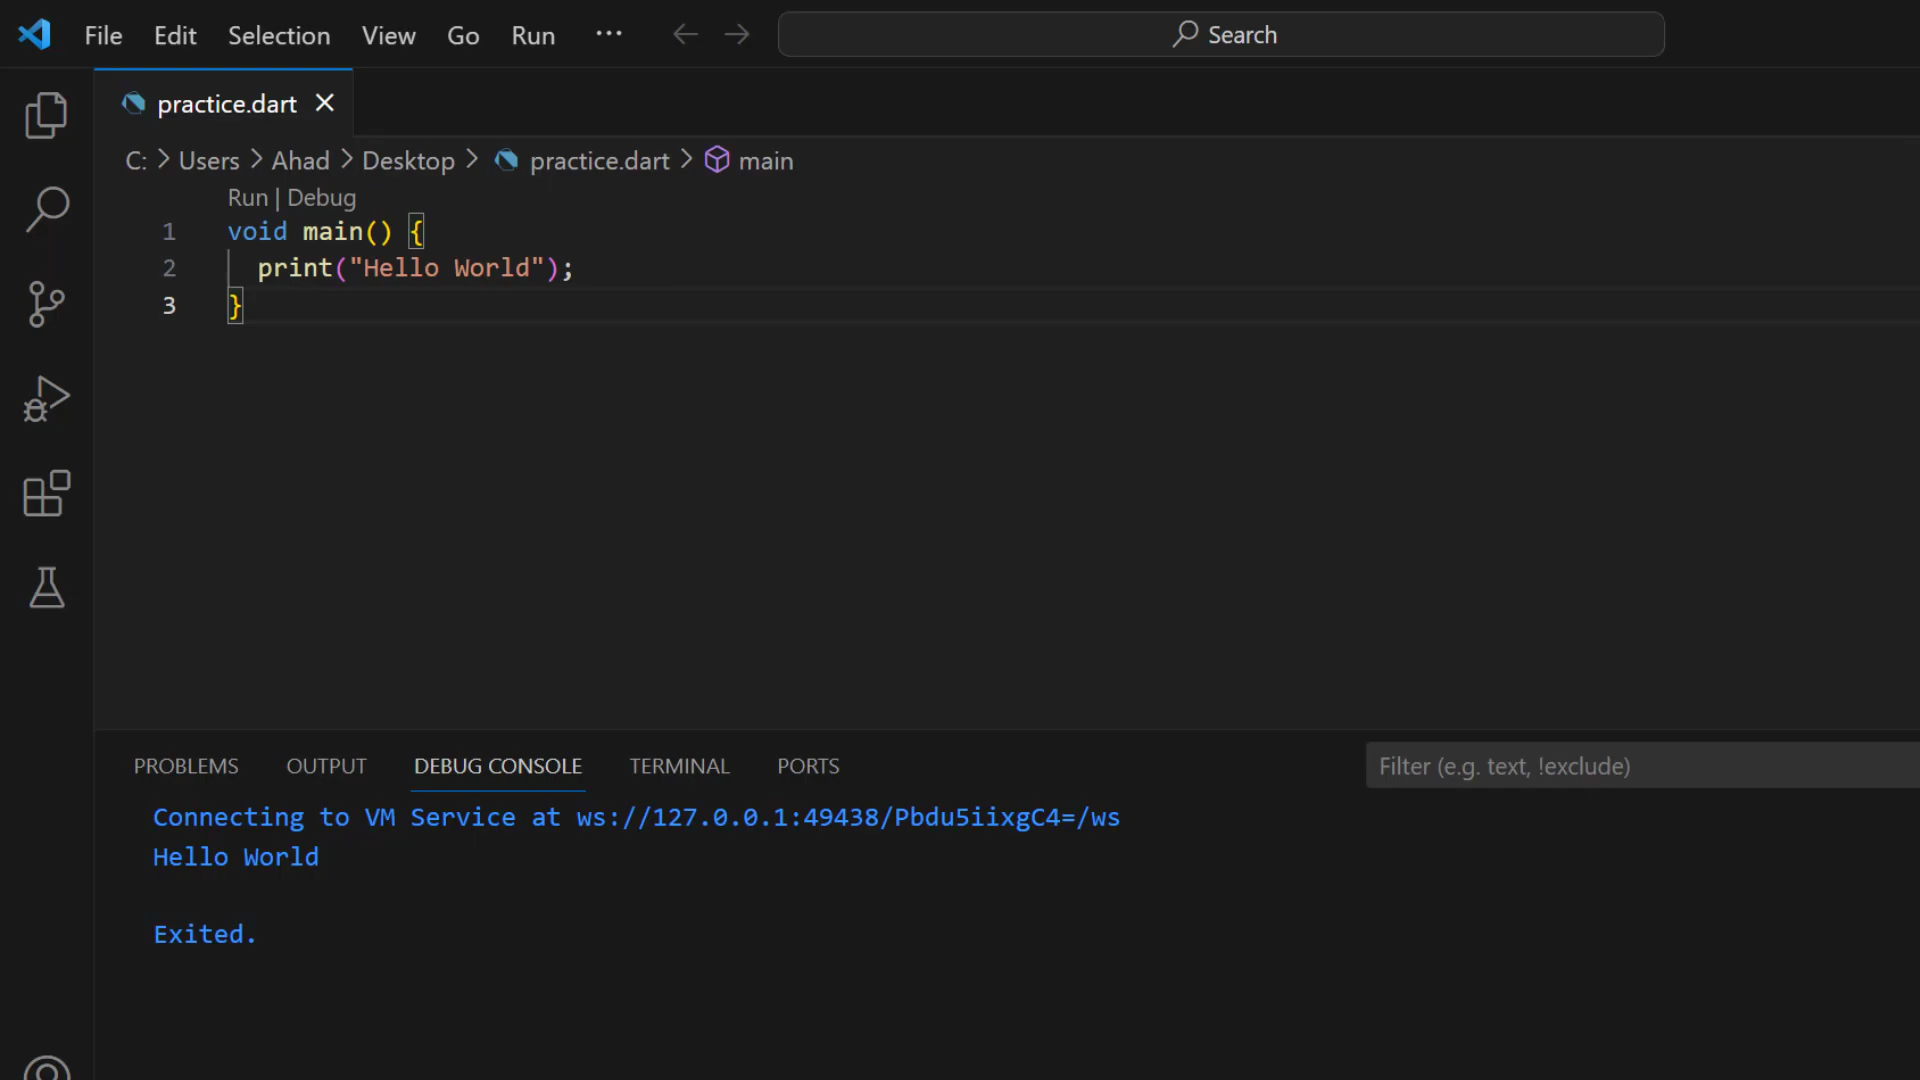 File Edit Selection View Go Run ··· Search
practice.dart
C: > Users > Ahad > Desktop > practice.dart > main
Run | Debug
1 void main() {
2   print("Hello World");
3 }
PROBLEMS OUTPUT DEBUG CONSOLE TERMINAL PORTS Filter (e.g. text, !exclude)
Connecting to VM Service at ws://127.0.0.1:49438/Pbdu5iixgC4=/ws
Hello World
Exited.